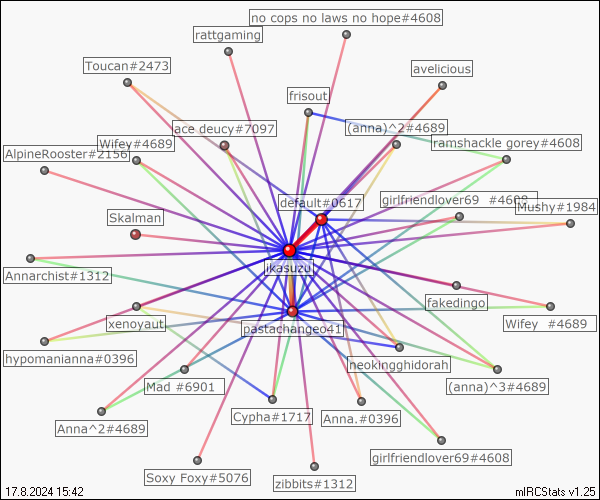 no cops no laws no hope#4608
rattgaming
Toucan#2473
avelicious
frisout
ace deucy#7097
(anna)^2#4689
Wifey#4689
ramshackle gorey#4608
AlpineRooster#2156
girlfriendlover69 #4608
default#0617
Mushy#1984
Skalman
ikasuzu
Annarchist#1312
fakedingo
xenoyaut
pastachangeo41
Wifey #4689
hypomanianna#0396
neokingghidorah
Mad #6901
(anna)^3#4689
Cypha#1717
Anna.#0396
Anna^2#4689
girlfriendlover69#4608
Soxy Foxy#5076
zibbits#1312
17.8.2024 15:42
mIRCStats v1.25